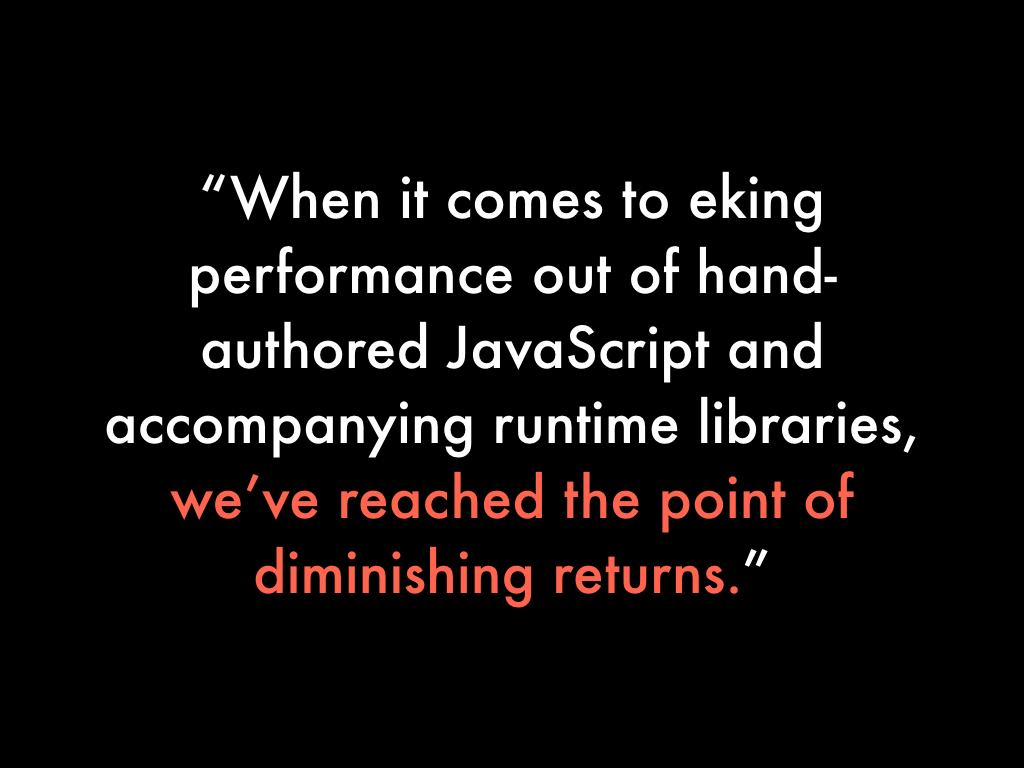 “When it comes to eking
performance out of hand-
authored JavaScript and
accompanying runtime libraries,
we’ve reached the point of
diminishing returns.”